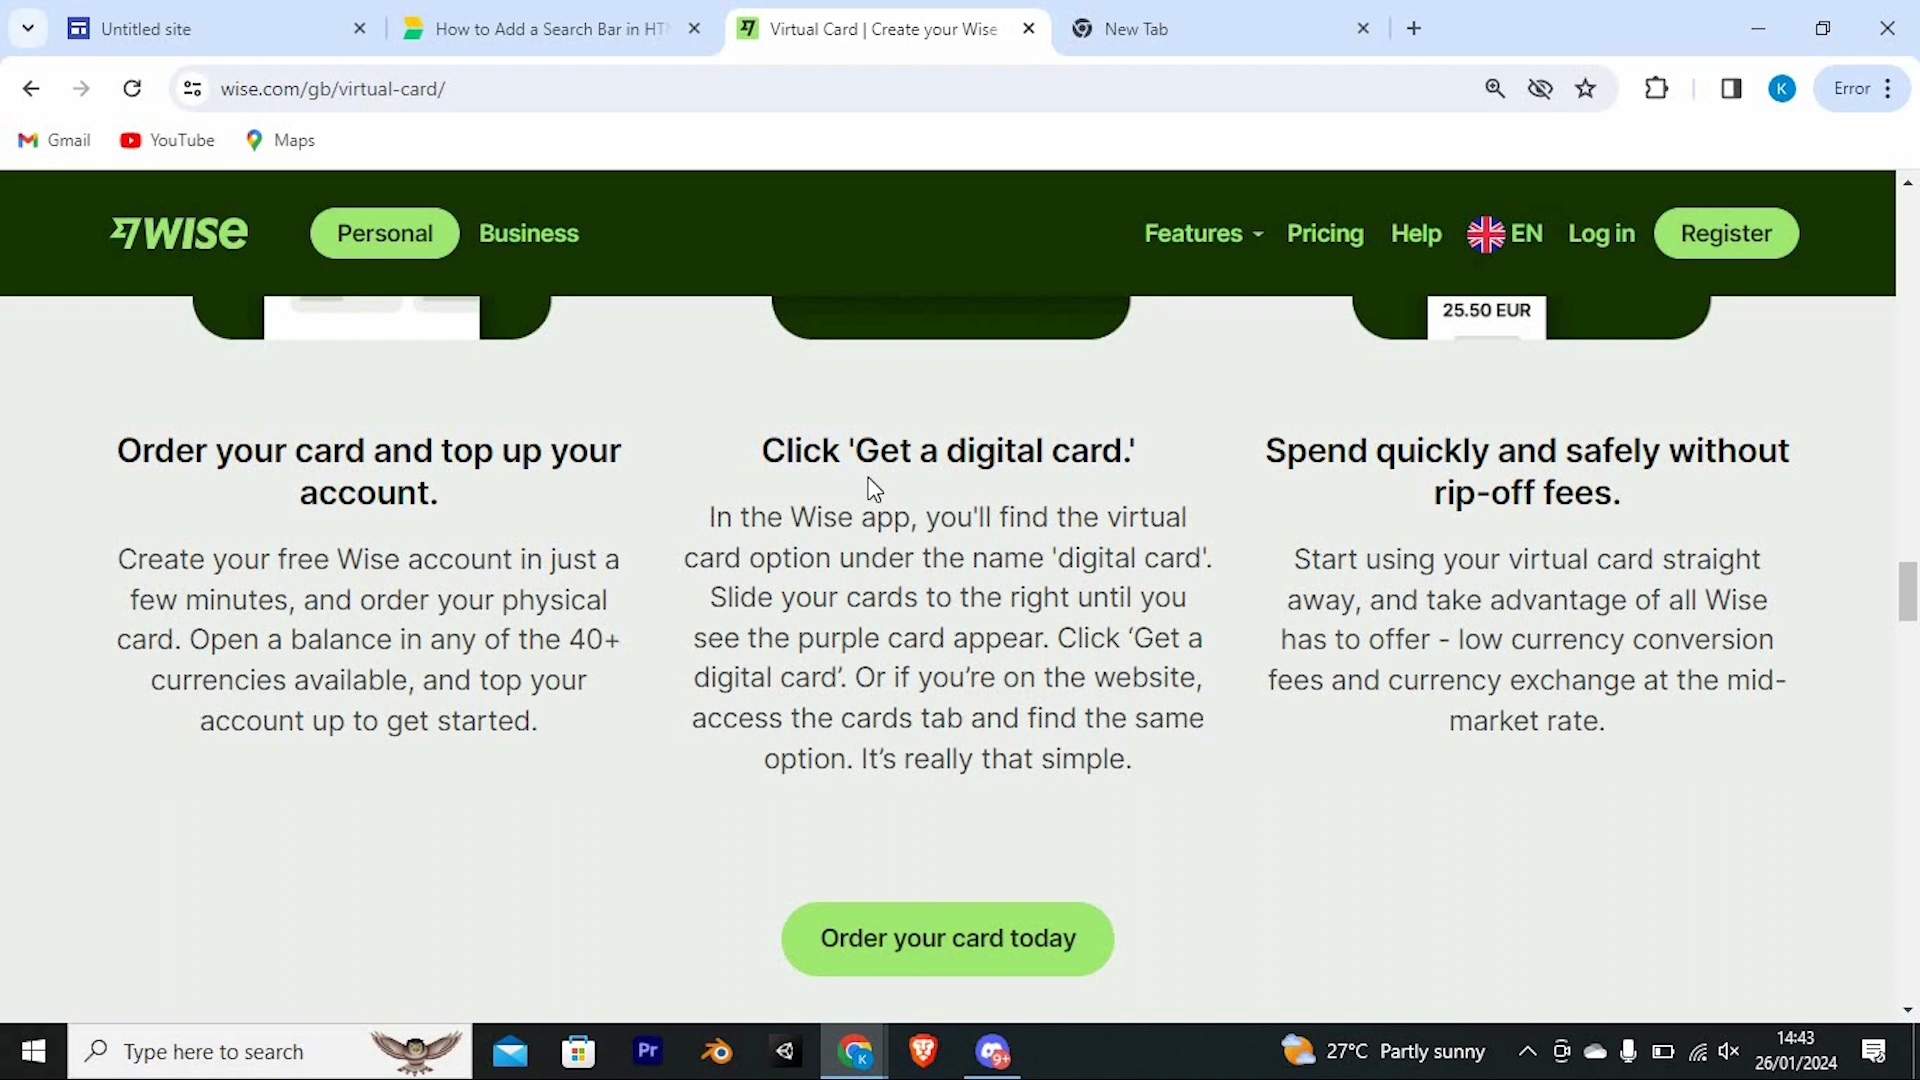 Untitled site
How to Add a Search Bar in HT
Virtual Card | Create your Wise
New Tab
wise.com/gb/virtual-card/
K
Error
Gmail
YouTube
Maps
WISE
Personal
Business
Features
Pricing
Help
EN
Log in
Register
25.50 EUR
Order your card and top up your
account.
Create your free Wise account in just a
few minutes, and order your physical
card. Open a balance in any of the 40+
currencies available, and top your
account up to get started.
Click 'Get a digital card.'
In the Wise app, you'll find the virtual
card option under the name 'digital card'.
Slide your cards to the right until you
see the purple card appear. Click ‘Get a
digital card’. Or if you’re on the website,
access the cards tab and find the same
option. It’s really that simple.
Spend quickly and safely without
rip-off fees.
Start using your virtual card straight
away, and take advantage of all Wise
has to offer - low currency conversion
fees and currency exchange at the mid-
market rate.
Order your card today
Type here to search
Pr
K
9+
27°C Partly sunny
14:43
26/01/2024